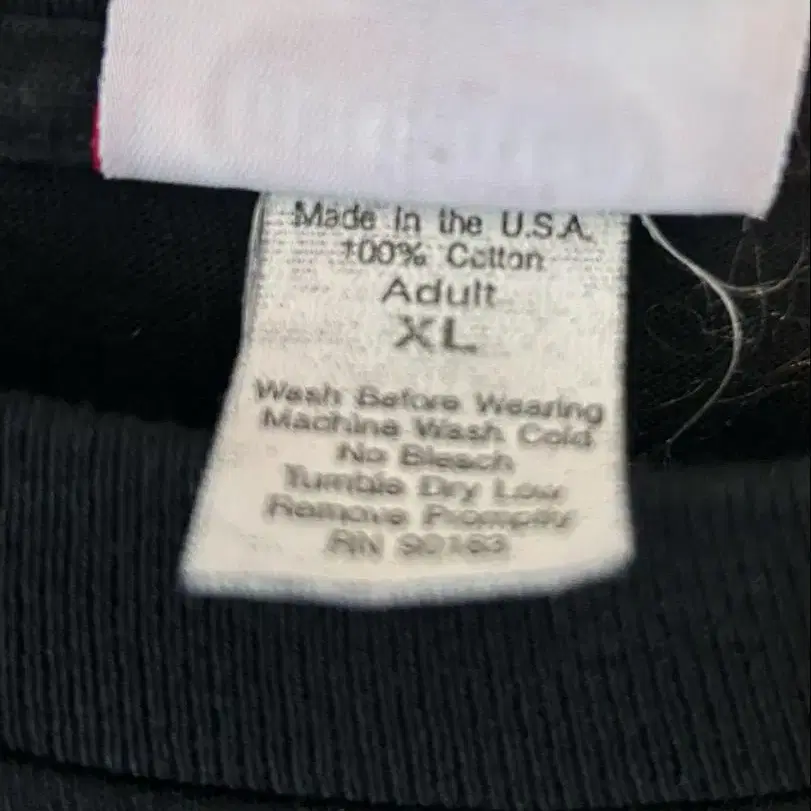 Made in the U.S.A.
100% Cotton
Adult
XL
Wash Before Wearing
Machine Wash Cold
No Bleach
Tumble Dry Low
Remove Promptly
RN 90163